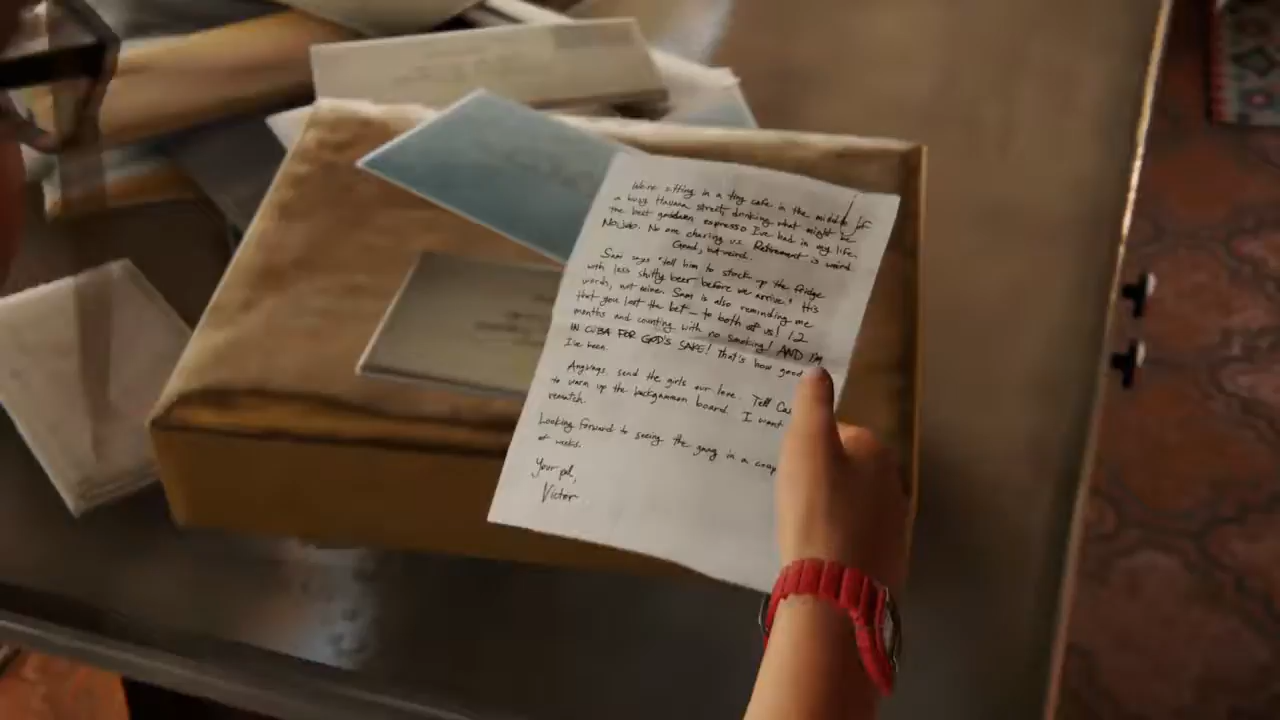 We're sitting in a tiny cafe in the middle of
a busy Havana street, drinking what might be
the best goddamn espresso I've had in my life.
No job. No one chasing us. Retirement is weird.
Good, but weird.
Sam says "tell him to stock up the fridge
with less shitty beer before we arrive." His
words, not mine. Sam is also reminding me
that you lost the bet — to both of us! 12
months and counting with no smoking! AND I'M
IN CUBA FOR GOD'S SAKE! That's how good
I've been.
Anyways, send the girls our love. Tell
to warm up the backgammon board. I want
rematch.
Looking forward to seeing the gang in a
of weeks.
Your pal,
Victor